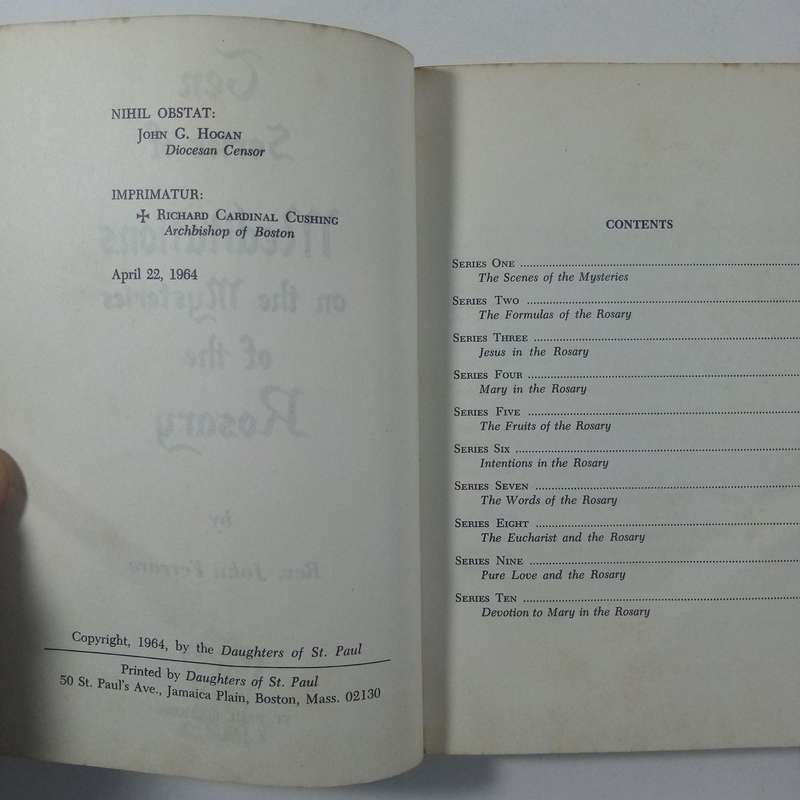 NIHIL OBSTAT:
JOHN G. HOGAN
Diocesan Censor
IMPRIMATUR:
✠ RICHARD CARDINAL CUSHING
Archbishop of Boston
April 22, 1964
Copyright, 1964, by the Daughters of St. Paul
Printed by Daughters of St. Paul
50 St. Paul's Ave., Jamaica Plain, Boston, Mass. 02130
CONTENTS
SERIES ONE
The Scenes of the Mysteries
SERIES TWO
The Formulas of the Rosary
SERIES THREE
Jesus in the Rosary
SERIES FOUR
Mary in the Rosary
SERIES FIVE
The Fruits of the Rosary
SERIES SIX
Intentions in the Rosary
SERIES SEVEN
The Words of the Rosary
SERIES EIGHT
The Eucharist and the Rosary
SERIES NINE
Pure Love and the Rosary
SERIES TEN
Devotion to Mary in the Rosary